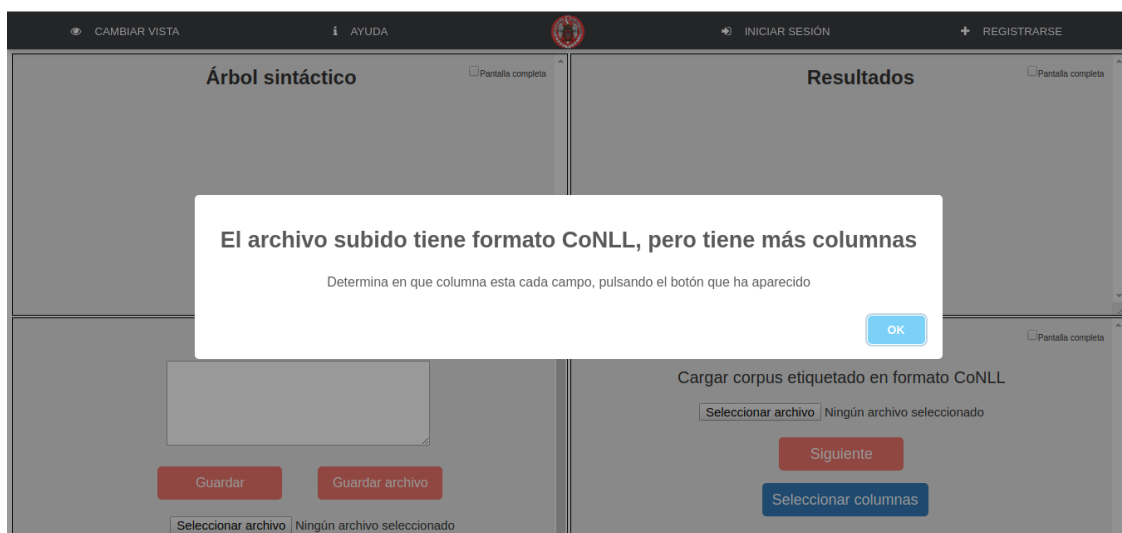 CAMBIAR VISTA
AYUDA
INICIAR SESIÓN
REGISTRARSE
Árbol sintáctico
Pantalla completa
Resultados
Pantalla completa
El archivo subido tiene formato CoNLL, pero tiene más columnas
Determina en que columna esta cada campo, pulsando el botón que ha aparecido
OK
Guardar
Guardar archivo
Seleccionar archivo Ningún archivo seleccionado
Pantalla completa
Cargar corpus etiquetado en formato CoNLL
Seleccionar archivo Ningún archivo seleccionado
Siguiente
Seleccionar columnas